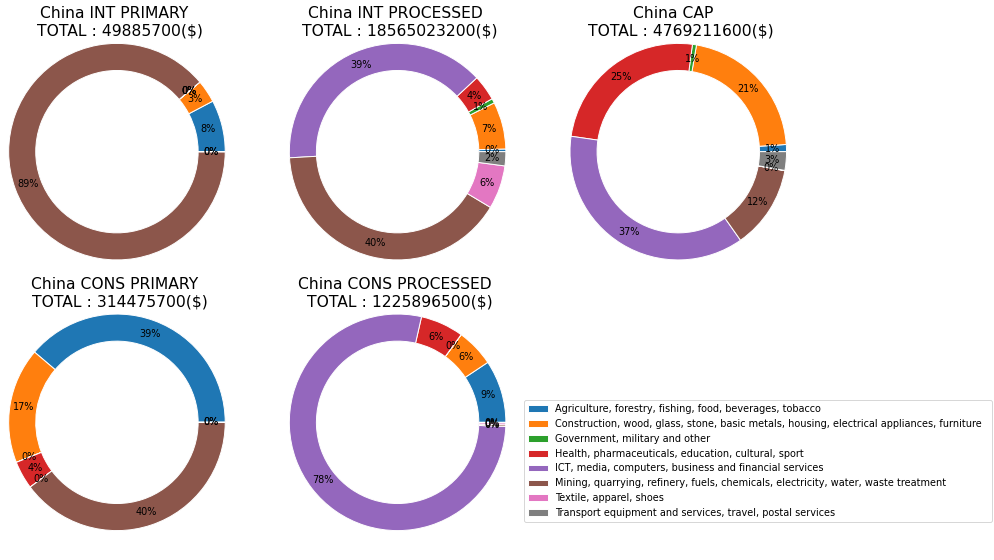 China INT PRIMARY
TOTAL : 49885700($)
0%
0%
3%
8%
0%
0%
89%
China INT PROCESSED
TOTAL : 18565023200($)
39%
4%
1%
7%
0%
2%
6%
40%
China CAP
TOTAL : 4769211600($)
1%
25%
21%
1%
3%
0%
12%
37%
China CONS PRIMARY
TOTAL : 314475700($)
39%
17%
0%
0%
4%
0%
40%
China CONS PROCESSED
TOTAL : 1225896500($)
6%
0%
6%
9%
0%
0%
78%
Agriculture, forestry, fishing, food, beverages, tobacco
Construction, wood, glass, stone, basic metals, housing, electrical appliances, furniture
Government, military and other
Health, pharmaceuticals, education, cultural, sport
ICT, media, computers, business and financial services
Mining, quarrying, refinery, fuels, chemicals, electricity, water, waste treatment
Textile, apparel, shoes
Transport equipment and services, travel, postal services